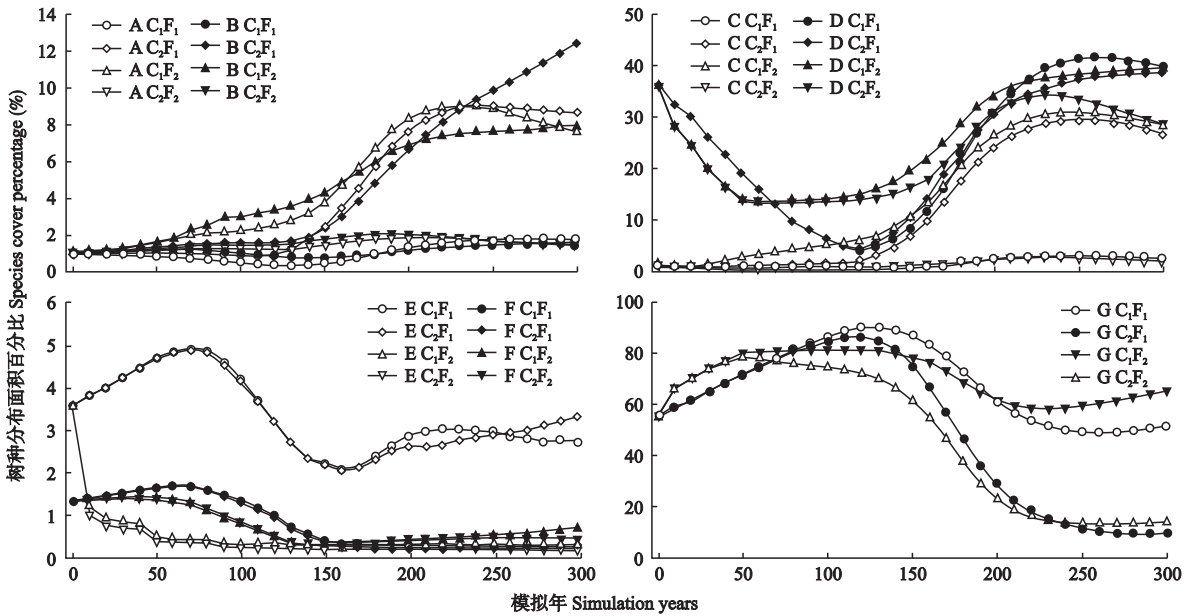 树种分布面积百分比 Species cover percentage (%)
14
12
10
8
6
4
2
0
A C₁F₁ B C₁F₁
A C₂F₁ B C₂F₁
A C₁F₂ B C₁F₂
A C₂F₂ B C₂F₂
50
40
30
20
10
0
C C₁F₁ D C₁F₁
C C₂F₁ D C₂F₁
C C₁F₂ D C₁F₂
C C₂F₂ D C₂F₂
6
5
4
3
2
1
0
E C₁F₁ F C₁F₁
E C₂F₁ F C₂F₁
E C₁F₂ F C₁F₂
E C₂F₂ F C₂F₂
0 50 100 150 200 250 300
100
80
60
40
20
0
G C₁F₁
G C₂F₁
G C₁F₂
G C₂F₂
0 50 100 150 200 250 300
模拟年 Simulation years